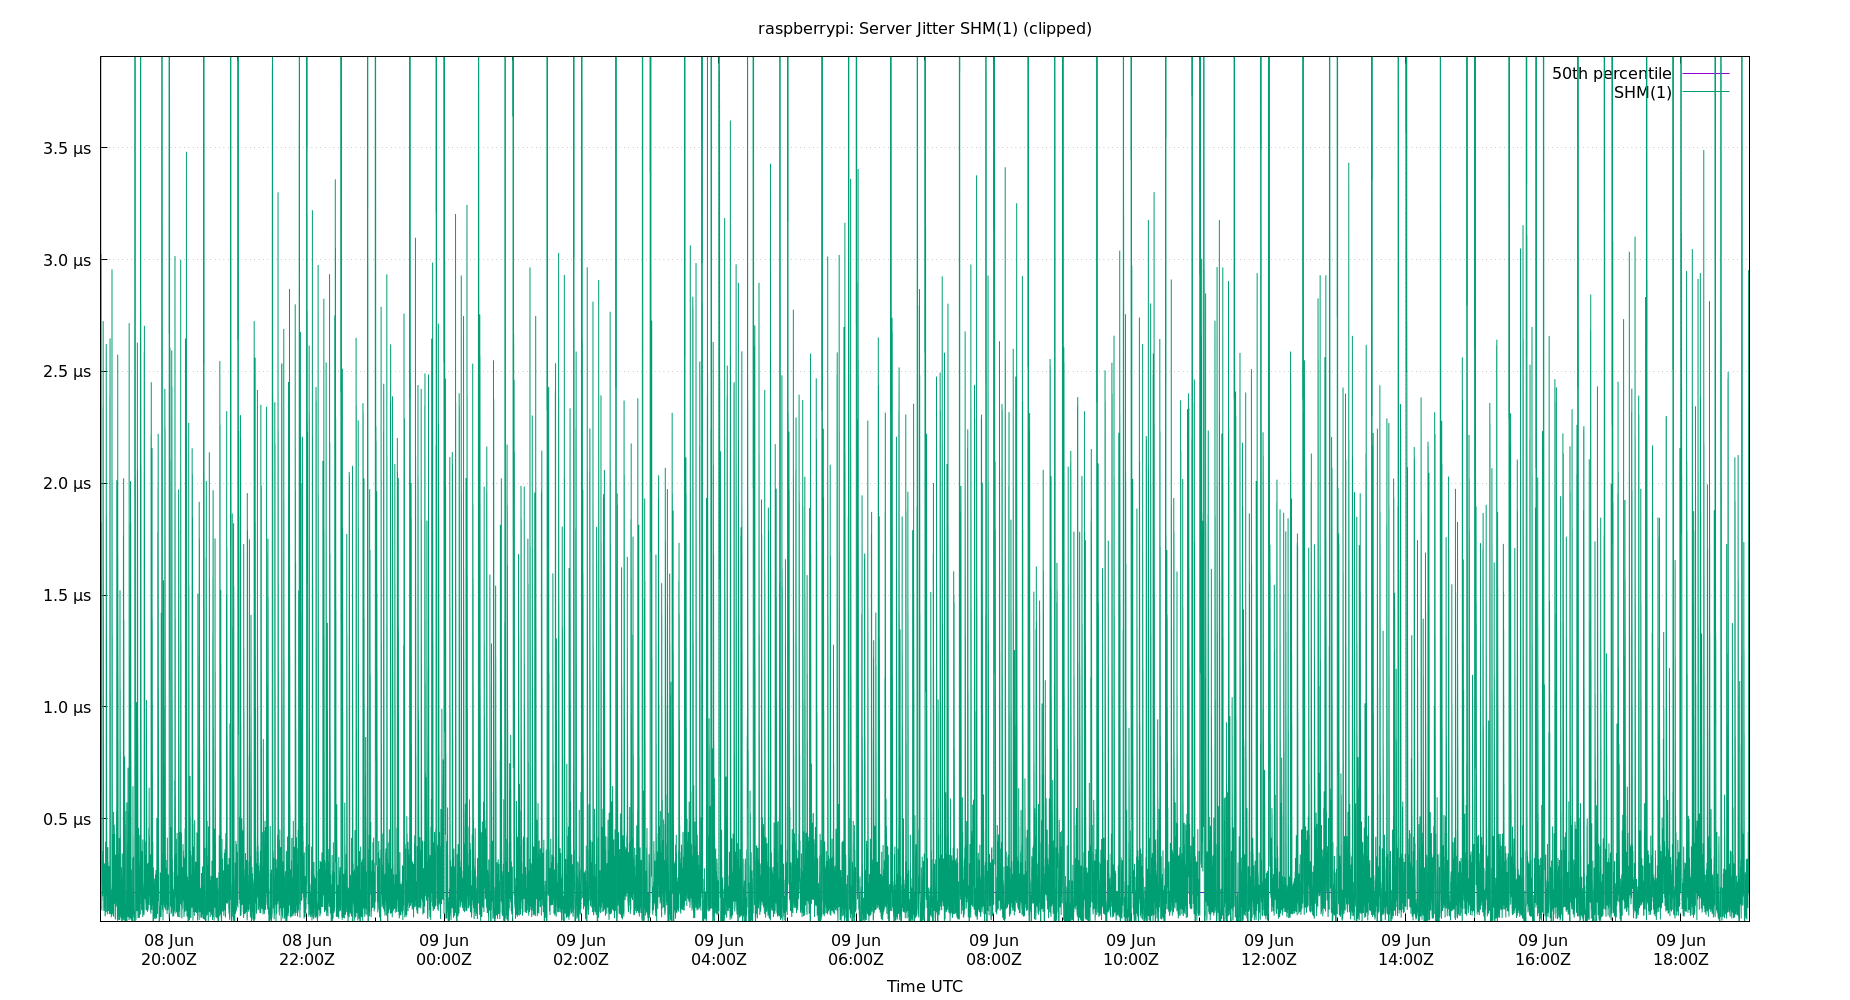 raspberrypi: Server Jitter SHM(1) (clipped)
50th percentile
SHM(1)
3.5 µs
3.0 µs
2.5 µs
2.0 µs
1.5 µs
1.0 µs
0.5 µs
08 Jun 08 Jun 09 Jun 09 Jun 09 Jun 09 Jun 09 Jun 09 Jun 09 Jun 09 Jun 09 Jun 09 Jun
20:00Z 22:00Z 00:00Z 02:00Z 04:00Z 06:00Z 08:00Z 10:00Z 12:00Z 14:00Z 16:00Z 18:00Z
Time UTC